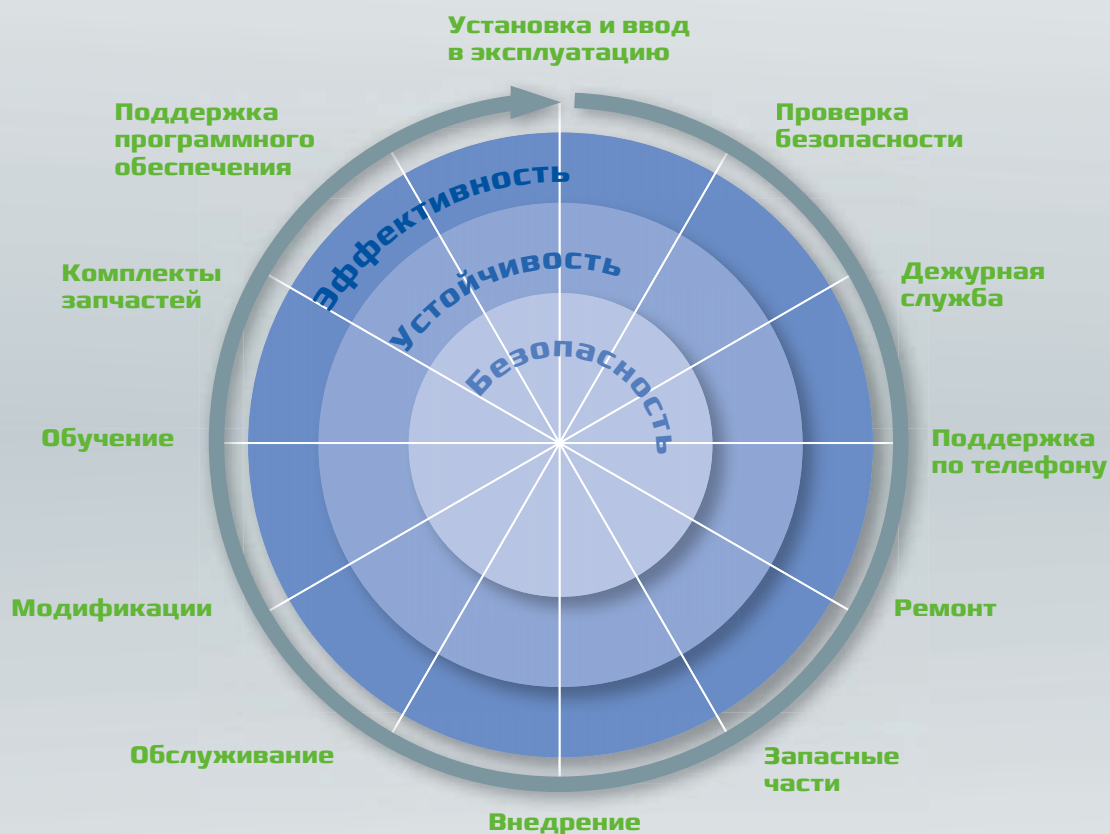 Установка и ввод
в эксплуатацию
Проверка
безопасности
Дежурная
служба
Поддержка
по телефону
Ремонт
Запасные
части
Внедрение
Обслуживание
Модификации
Обучение
Комплекты
запчастей
Поддержка
программного
обеспечения
Эффективность
Устойчивость
Безопасность